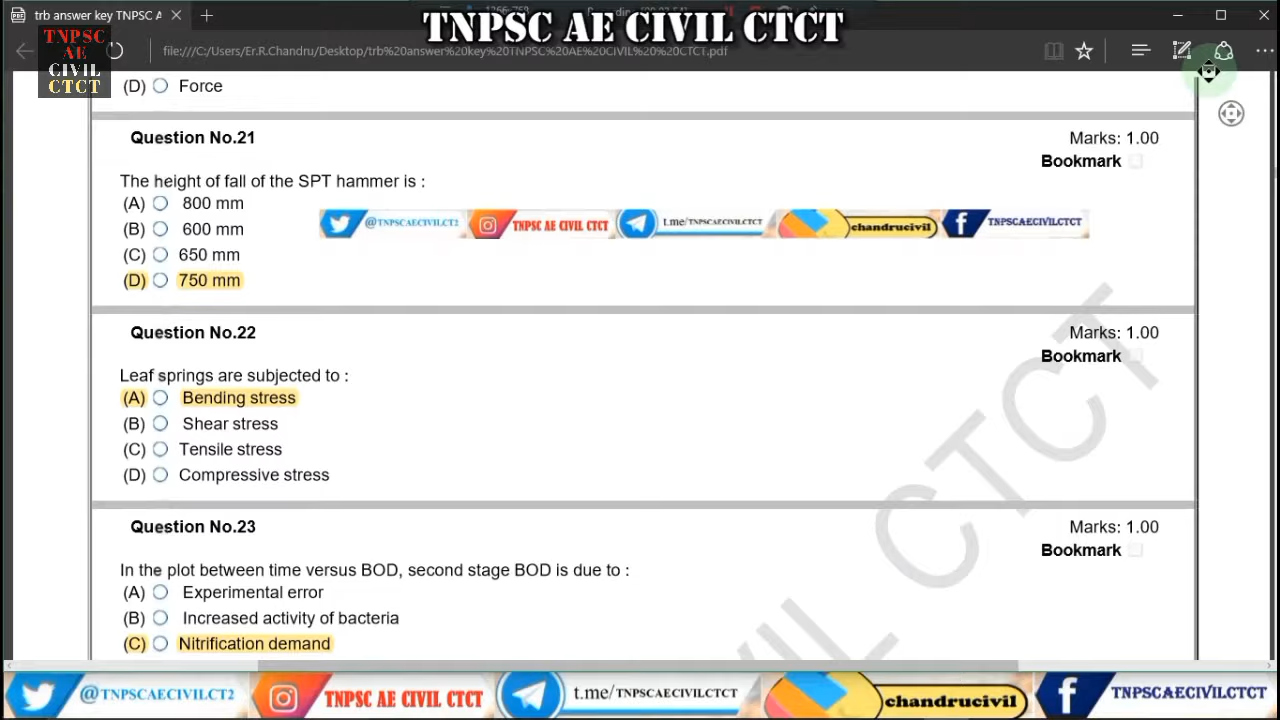 trb answer key TNPSC A
TNPSC AE CIVIL CTCT
TNPSC
AE
CIVIL
CTCT
file:///C:/Users/Er.R.Chandru/Desktop/trb%20answer%20key%20TNPSC%20AE%20CIVIL%20%20CTCT.pdf
(D) Force
Question No.21 Marks: 1.00
Bookmark
The height of fall of the SPT hammer is :
(A) 800 mm
(B) 600 mm
@TNPSCAECIVILCT2 TNPSC AE CIVIL CTCT t.me/TNPSCAECIVILCTCT chandrucivil TNPSCAECIVILCTCT
(C) 650 mm
(D) 750 mm
Question No.22 Marks: 1.00
Bookmark
Leaf springs are subjected to :
(A) Bending stress
(B) Shear stress
(C) Tensile stress
(D) Compressive stress
Question No.23 Marks: 1.00
Bookmark
In the plot between time versus BOD, second stage BOD is due to :
(A) Experimental error
(B) Increased activity of bacteria
(C) Nitrification demand
VIL CTCT
@TNPSCAECIVILCT2 TNPSC AE CIVIL CTCT t.me/TNPSCAECIVILCTCT chandrucivil TNPSCAECIVILCTCT